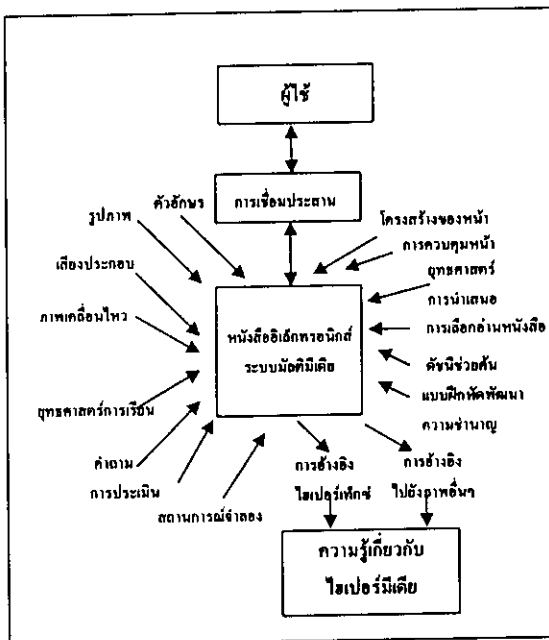 ผู้ใช้
การเชื่อมประสาน
ตัวอักษร
รูปภาพ
เสียงประกอบ
ภาพเคลื่อนไหว
ยุทธศาสตร์การเรียน
คำถาม
การประเมิน
สถานการณ์จำลอง
หนังสืออิเล็กทรอนิกส์
ระบบมัลติมีเดีย
โครงสร้างของหน้า
การควบคุมหน้า
ยุทธศาสตร์
การนำเสนอ
การเลือกอ่านหนังสือ
ดัชนีช่วยค้น
แบบฝึกหัดพัฒนา
ความชำนาญ
การอ้างอิง
ไฮเปอร์เท็กซ์
การอ้างอิง
ไปยังภาพอื่นๆ
ความรู้เกี่ยวกับ
ไฮเปอร์มีเดีย